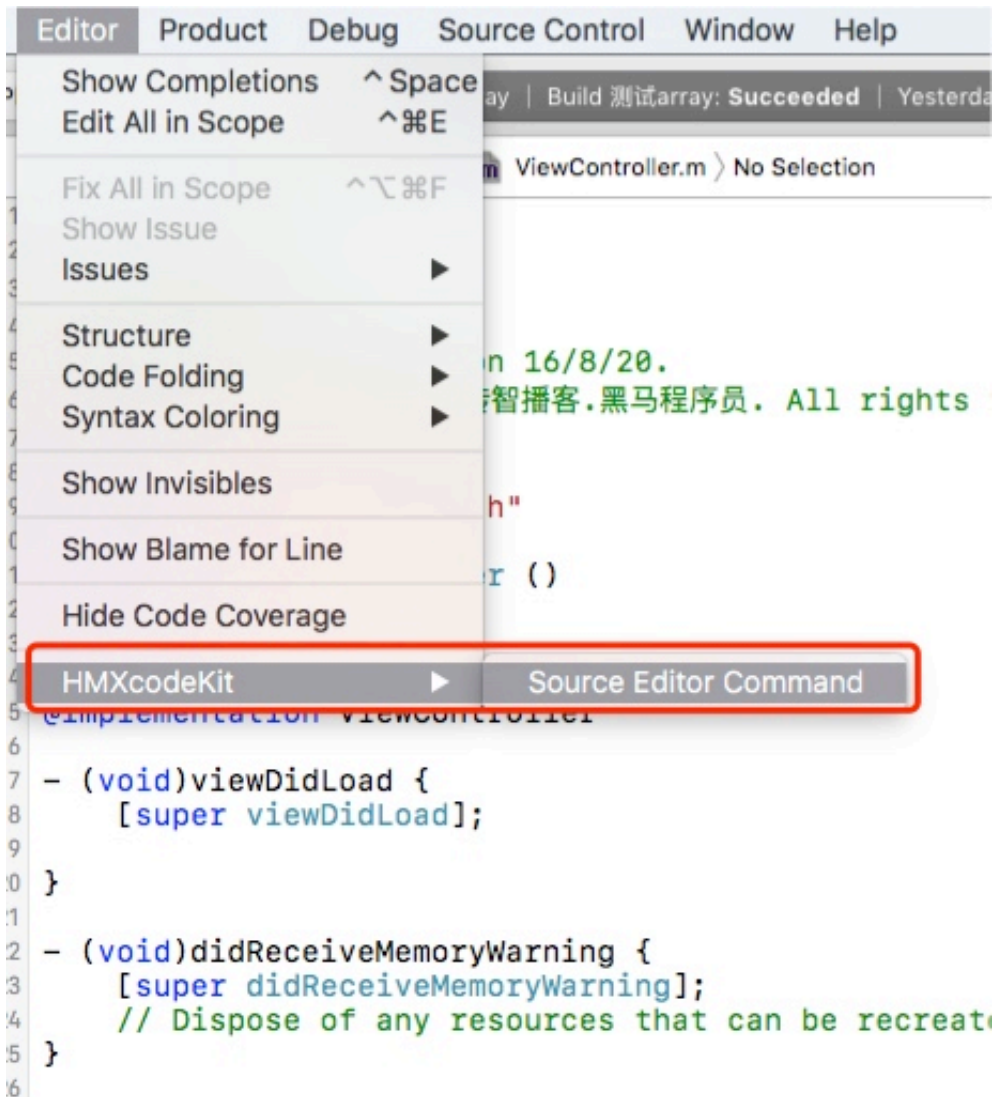 Editor Product Debug Source Control Window Help
Show Completions ^ Space
ay | Build 测试array: Succeeded |
Edit All in Scope ^⌘E
ViewController.m 〉 No Selection
Fix All in Scope ^⌥⌘F
Show Issue
Issues ▶
Structure ▶
n 16/8/20.
Code Folding ▶
智播客.黑马程序员. All rights
Syntax Coloring ▶
Show Invisibles
h"
Show Blame for Line
r ()
Hide Code Coverage
HMXcodeKit ▶ Source Editor Command
@implementation ViewController
- (void)viewDidLoad {
[super viewDidLoad];
}
- (void)didReceiveMemoryWarning {
[super didReceiveMemoryWarning];
// Dispose of any resources that can be
}